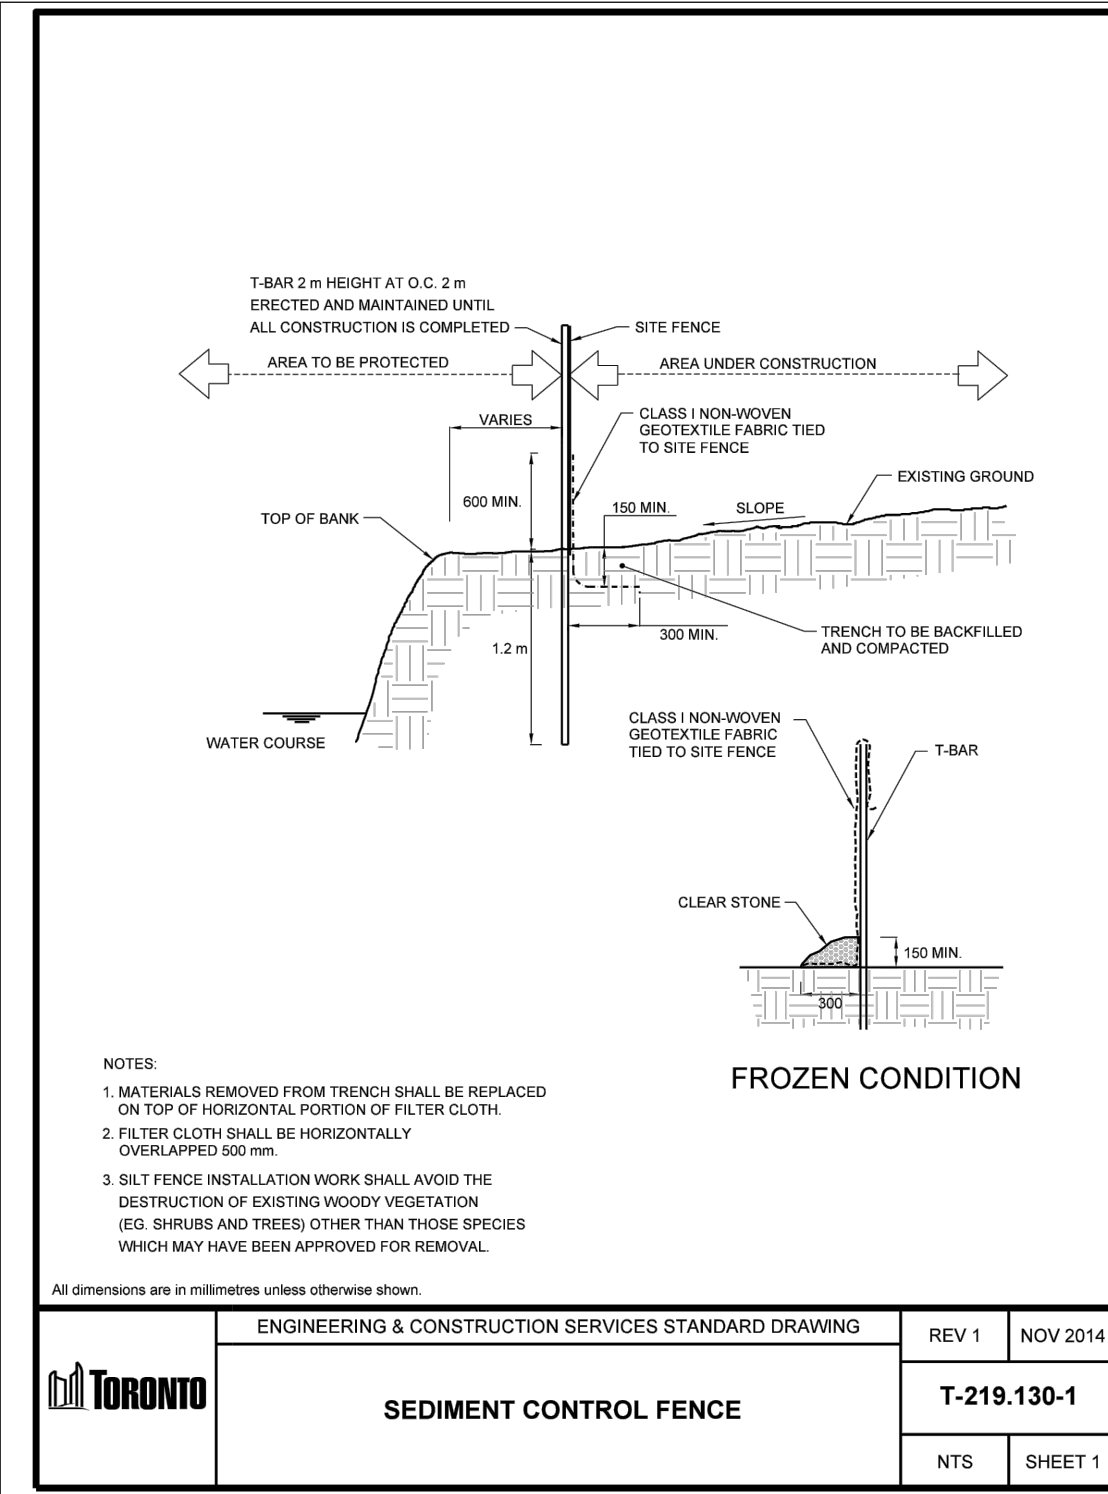 T-BAR 2 m HEIGHT AT O.C. 2 m
ERECTED AND MAINTAINED UNTIL
ALL CONSTRUCTION IS COMPLETED
SITE FENCE
AREA TO BE PROTECTED
AREA UNDER CONSTRUCTION
VARIES
CLASS I NON-WOVEN
GEOTEXTILE FABRIC TIED
TO SITE FENCE
EXISTING GROUND
600 MIN.
150 MIN.
SLOPE
TOP OF BANK
300 MIN.
TRENCH TO BE BACKFILLED
AND COMPACTED
1.2 m
WATER COURSE
CLASS I NON-WOVEN
GEOTEXTILE FABRIC
TIED TO SITE FENCE
T-BAR
CLEAR STONE
150 MIN.
300
FROZEN CONDITION
NOTES:
1. MATERIALS REMOVED FROM TRENCH SHALL BE REPLACED
ON TOP OF HORIZONTAL PORTION OF FILTER CLOTH.
2. FILTER CLOTH SHALL BE HORIZONTALLY
OVERLAPPED 500 mm.
3. SILT FENCE INSTALLATION WORK SHALL AVOID THE
DESTRUCTION OF EXISTING WOODY VEGETATION
(EG. SHRUBS AND TREES) OTHER THAN THOSE SPECIES
WHICH MAY HAVE BEEN APPROVED FOR REMOVAL.
All dimensions are in millimetres unless otherwise shown.
TORONTO
ENGINEERING & CONSTRUCTION SERVICES STANDARD DRAWING
SEDIMENT CONTROL FENCE
REV 1
NOV 2014
T-219.130-1
NTS
SHEET 1